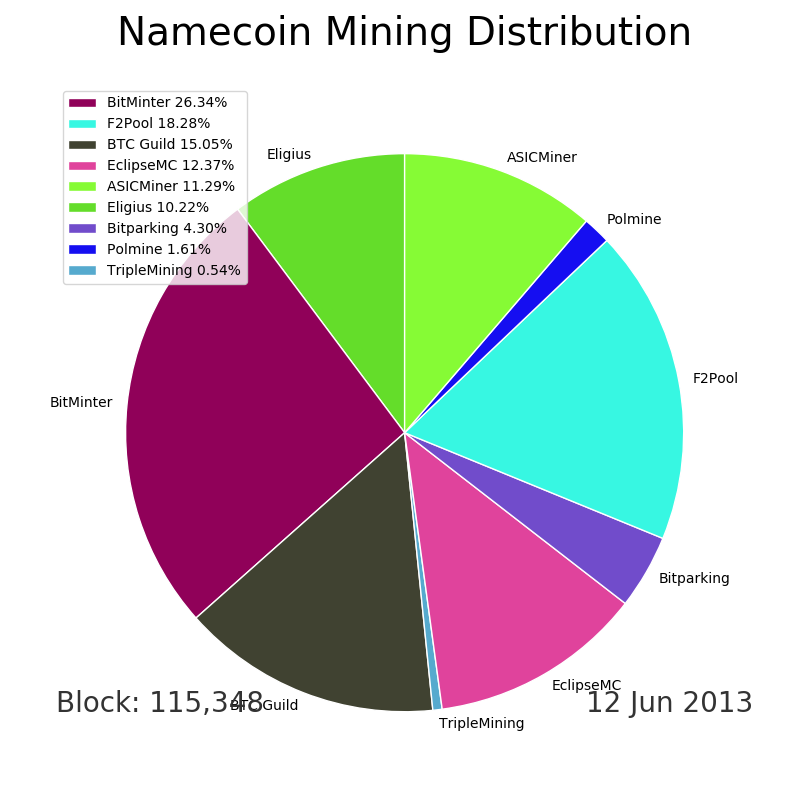 Namecoin Mining Distribution
BitMinter 26.34%
F2Pool 18.28%
BTC Guild 15.05%
EclipseMC 12.37%
ASICMiner 11.29%
Eligius 10.22%
Bitparking 4.30%
Polmine 1.61%
TripleMining 0.54%
Eligius
ASICMiner
Polmine
F2Pool
BitMinter
Bitparking
EclipseMC
BTC Guild
TripleMining
Block: 115,348
12 Jun 2013